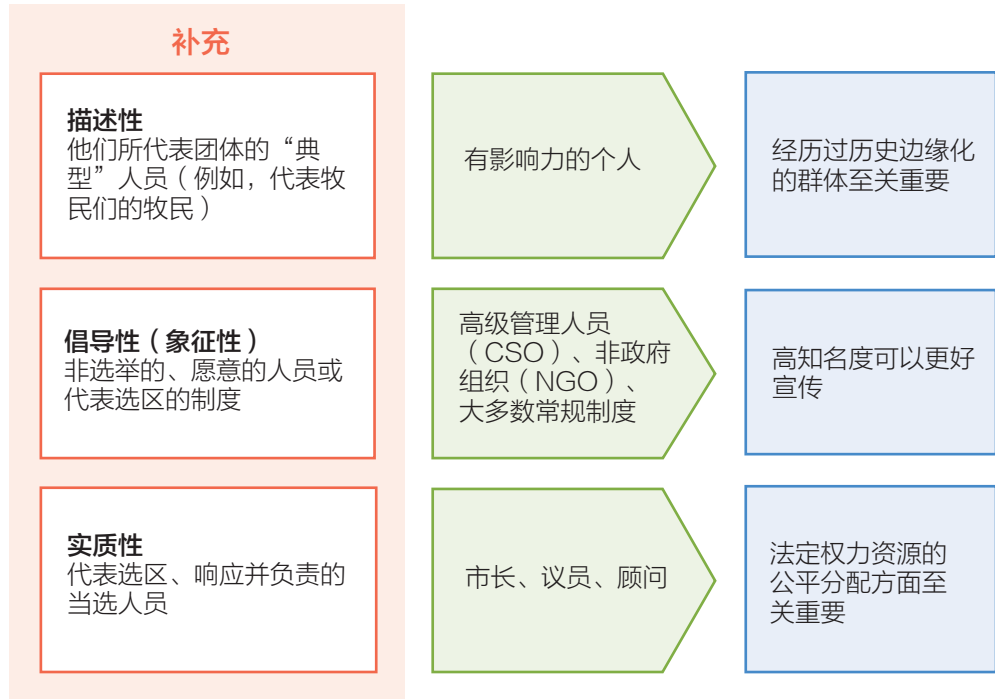 补充
描述性
他们所代表团体的“典
型”人员（例如，代表牧
民们的牧民）
有影响力的个人
经历过历史边缘化
的群体至关重要
倡导性（象征性）
非选举的、愿意的人员或
代表选区的制度
高级管理人员
（CSO）、非政府
组织（NGO）、
大多数常规制度
高知名度可以更好
宣传
实质性
代表选区、响应并负责的
当选人员
市长、议员、顾问
法定权力资源的
公平分配方面至
关重要